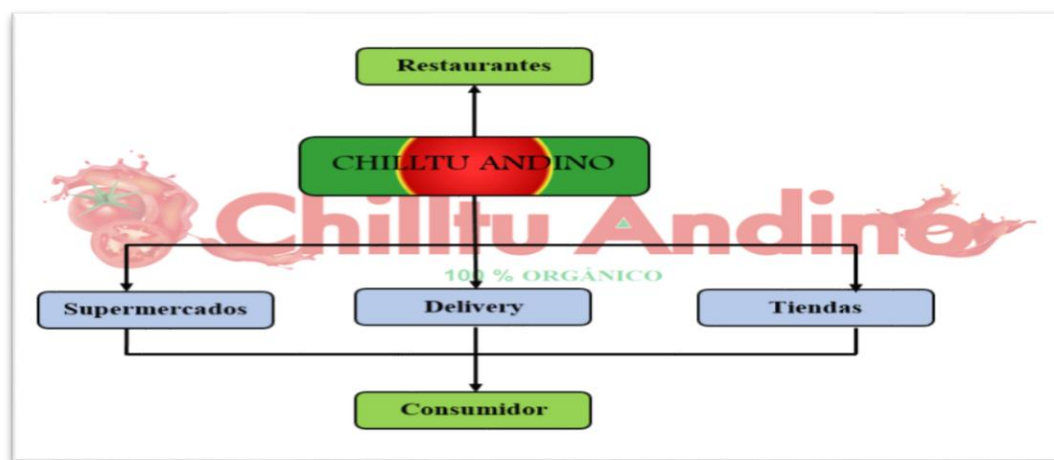 Restaurantes
CHILLTU ANDINO
Chilltu Andino
100 % ORGÁNICO
Supermercados
Delivery
Tiendas
Consumidor